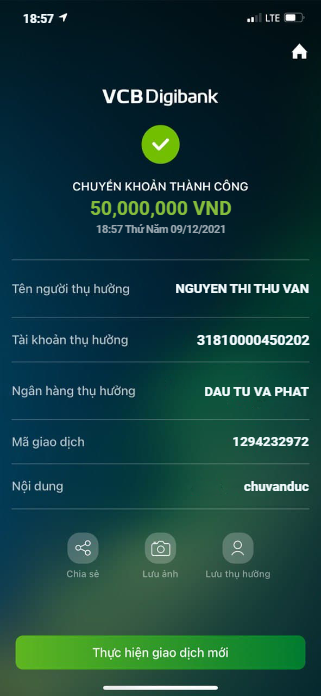 18:57
LTE
VCB Digibank
CHUYỂN KHOẢN THÀNH CÔNG
50,000,000 VND
18:57 Thứ Năm 09/12/2021
Tên người thụ hưởng NGUYEN THI THU VAN
Tài khoản thụ hưởng 31810000450202
Ngân hàng thụ hưởng DAU TU VA PHAT
Mã giao dịch 1294232972
Nội dung chuvanduc
Chia sẻ Lưu ảnh Lưu thụ hưởng
Thực hiện giao dịch mới